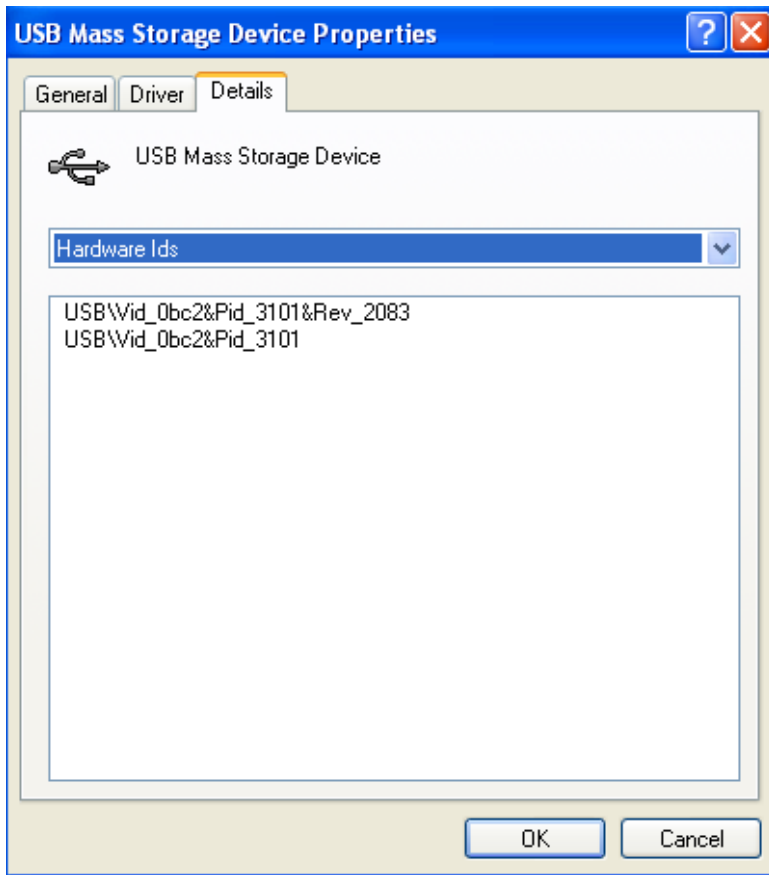 USB Mass Storage Device Properties
General Driver Details
USB Mass Storage Device
Hardware Ids
USB\Vid_0bc2&Pid_3101&Rev_2083
USB\Vid_0bc2&Pid_3101
OK Cancel